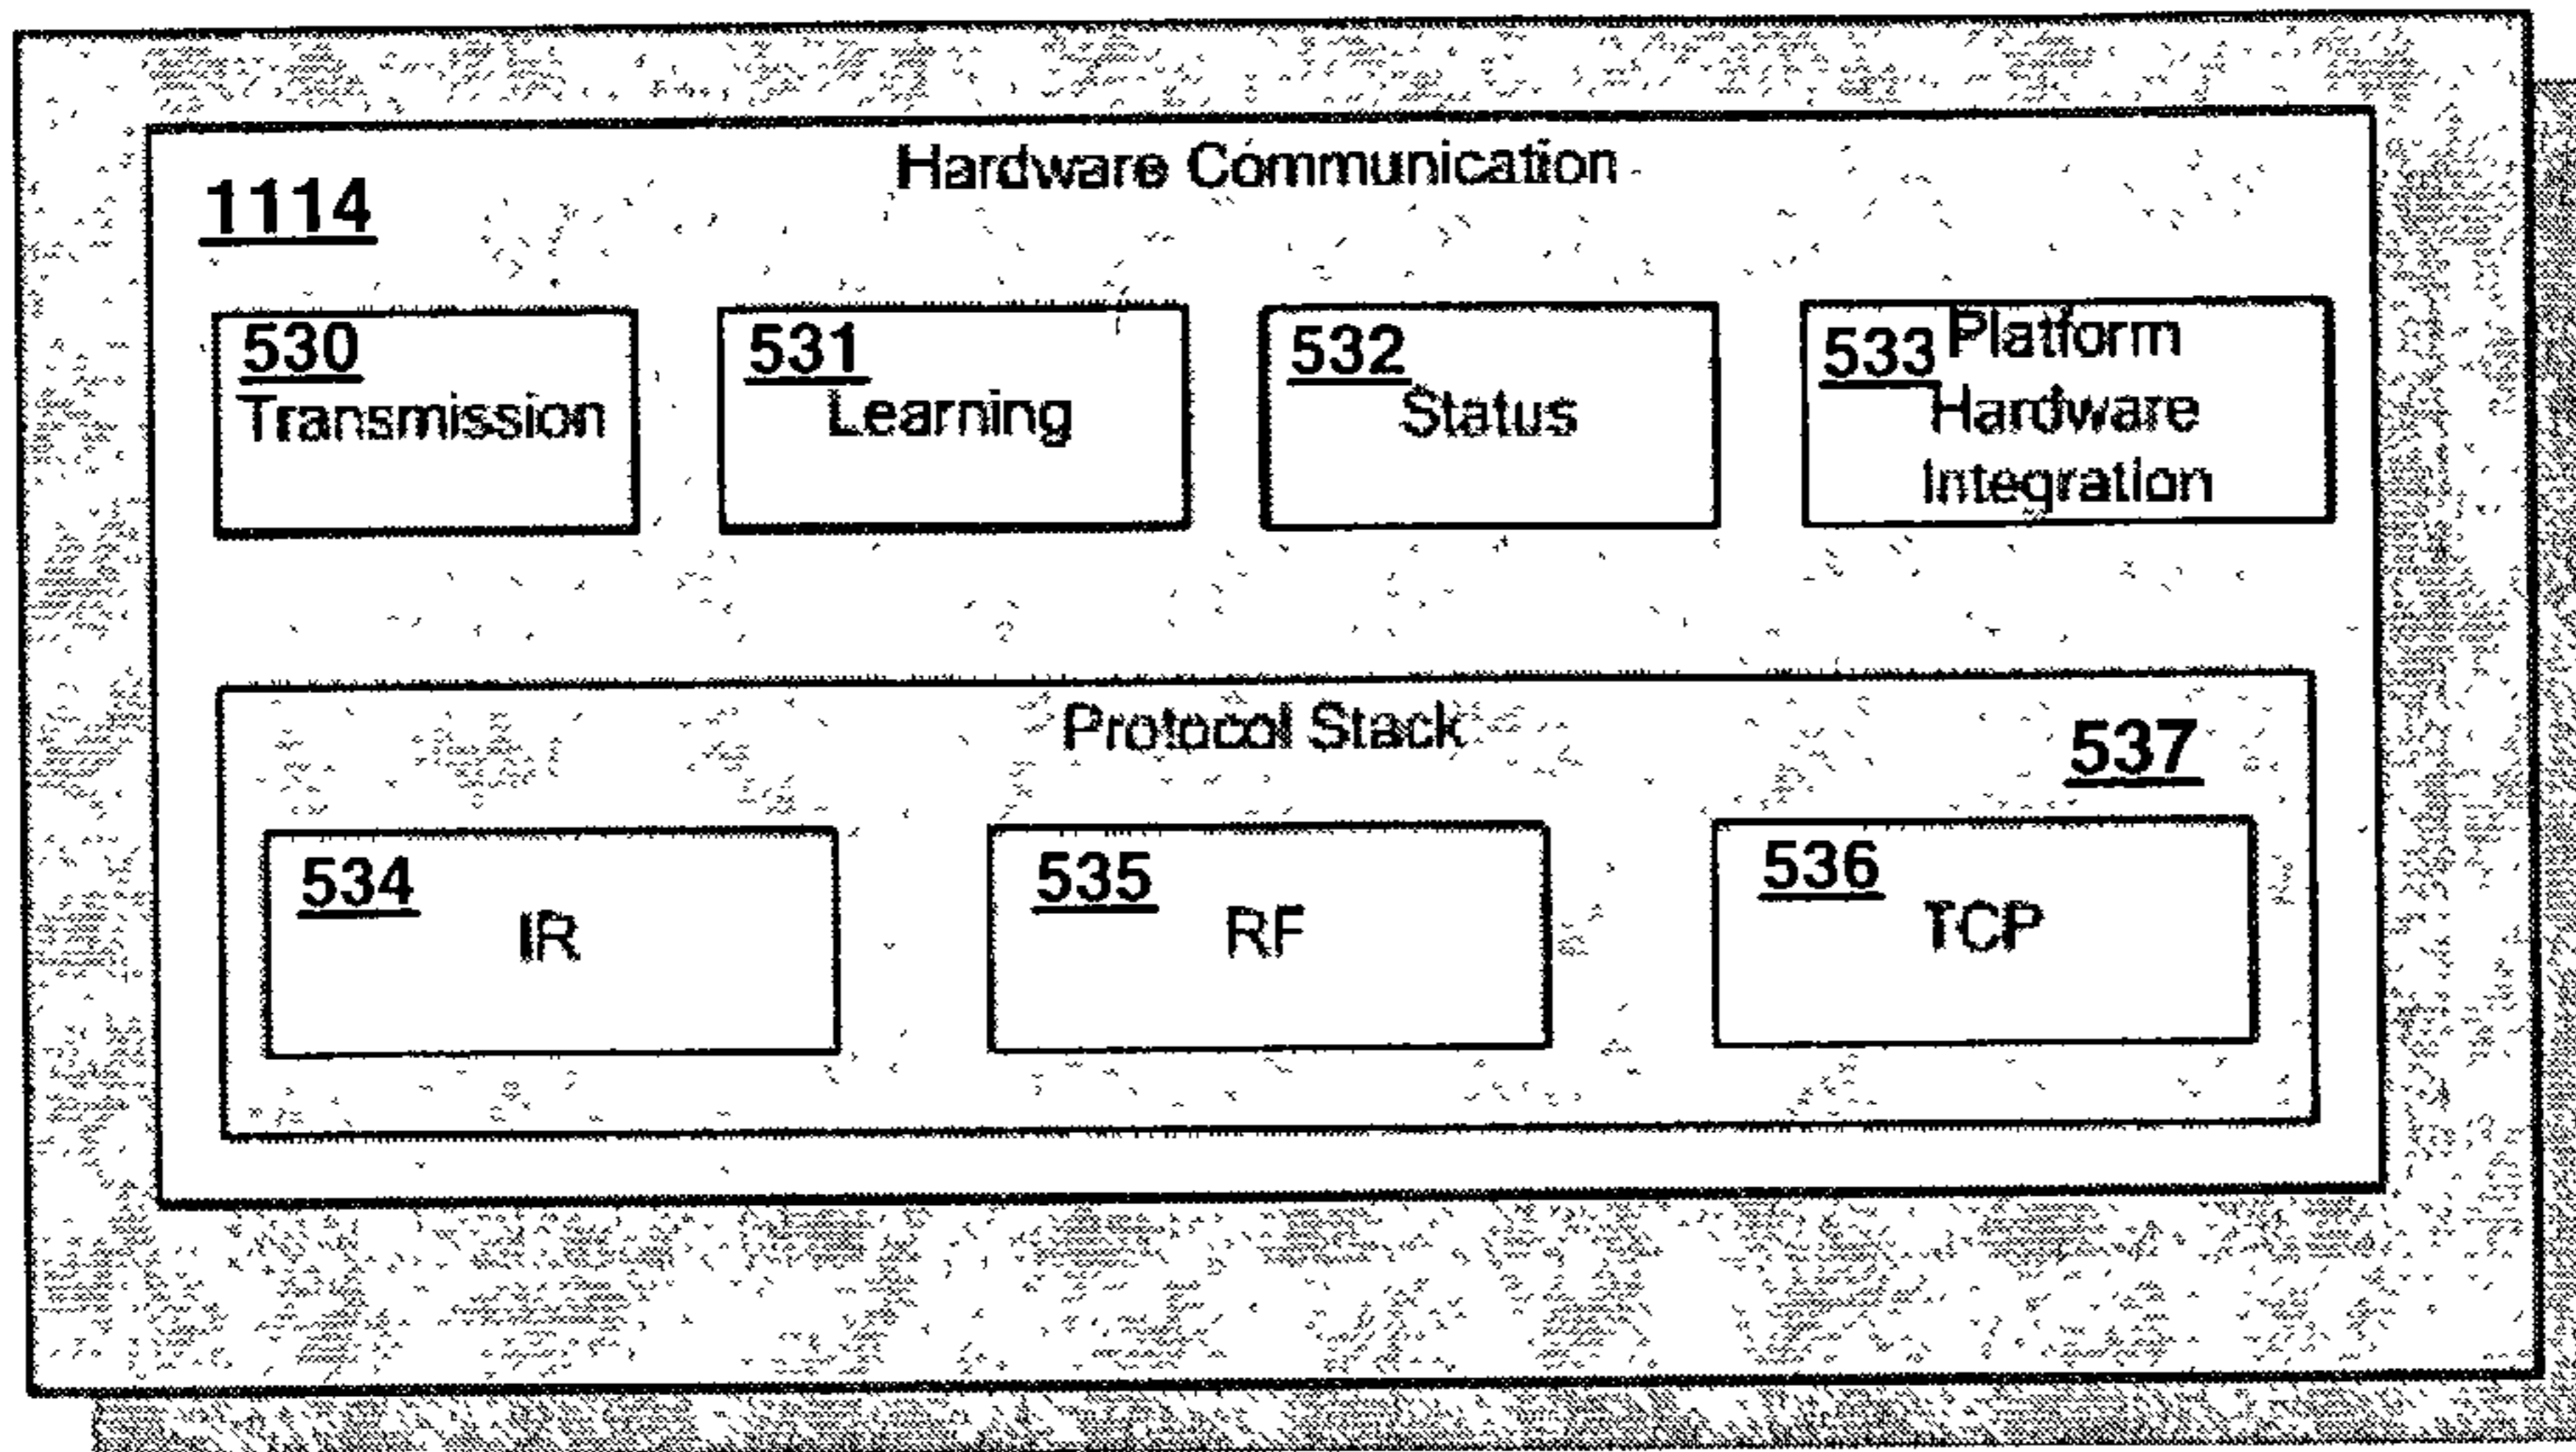 Hardware Communication
1114
530
Transmission
531
Learning
532
Status
533 Platform
Hardware
Integration
Protocol Stack
537
534
IR
535
RF
536
TCP